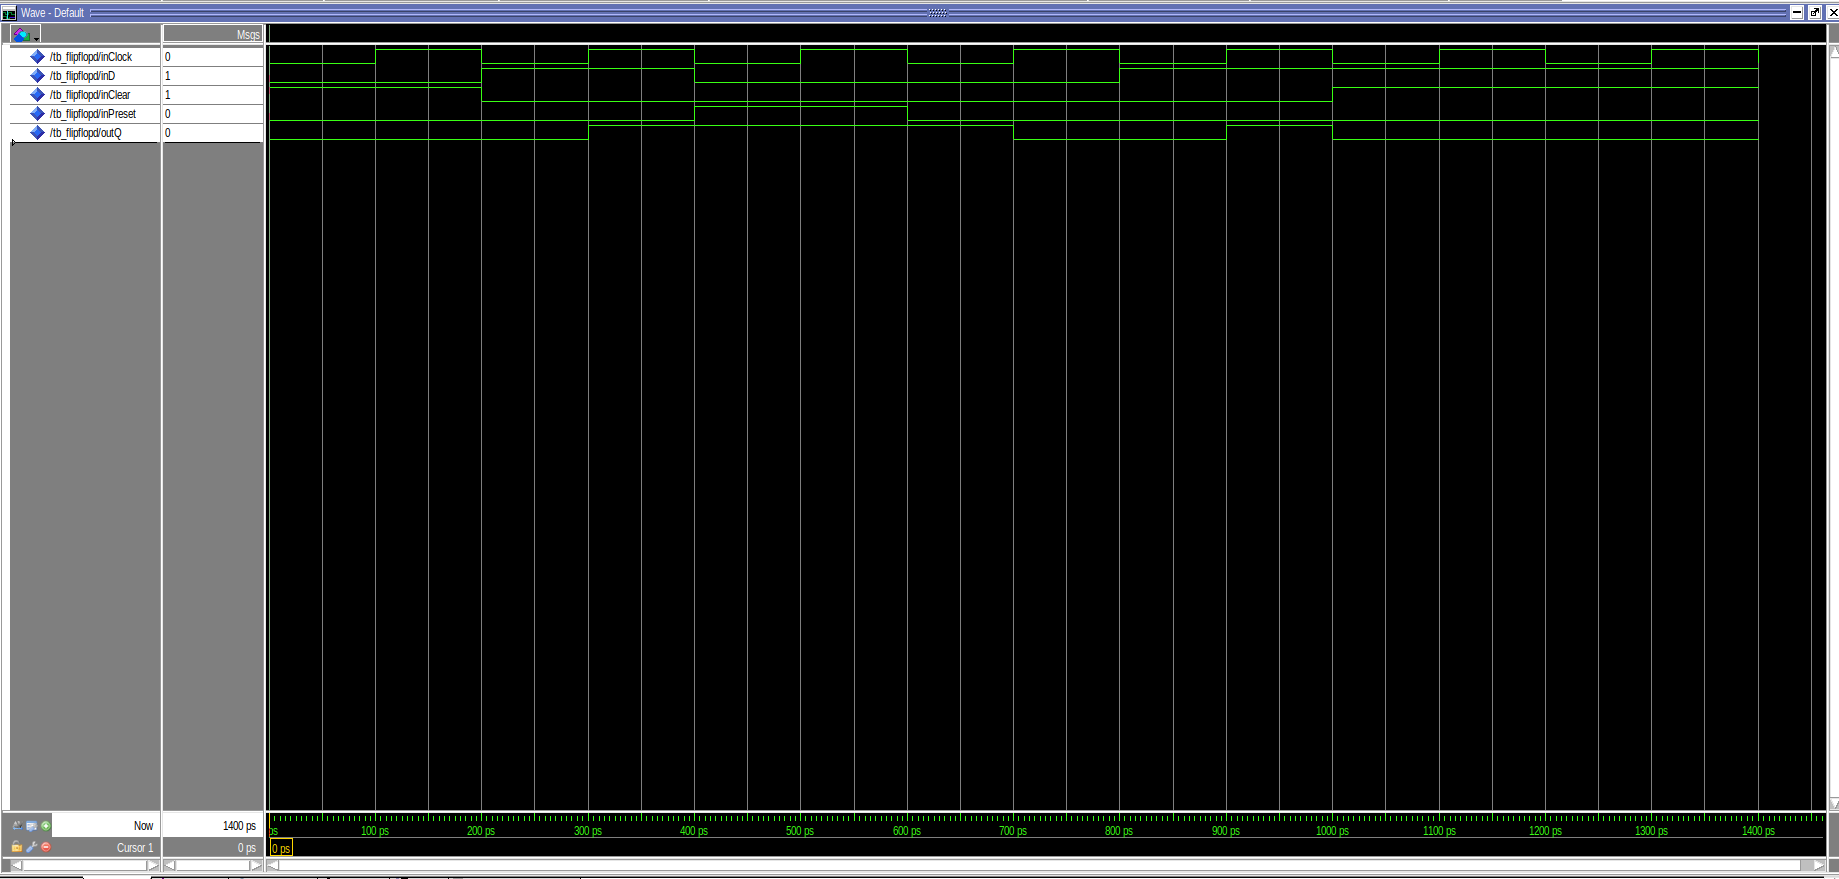 Wave - Default
Msgs
/tb_flipflopd/inClock 0
/tb_flipflopd/inD 1
/tb_flipflopd/inClear 1
/tb_flipflopd/inPreset 0
/tb_flipflopd/outQ 0
Now 1400 ps
ps 100 ps 200 ps 300 ps 400 ps 500 ps 600 ps 700 ps 800 ps 900 ps 1000 ps 1100 ps 1200 ps 1300 ps 1400 ps
Cursor 1 0 ps 0 ps